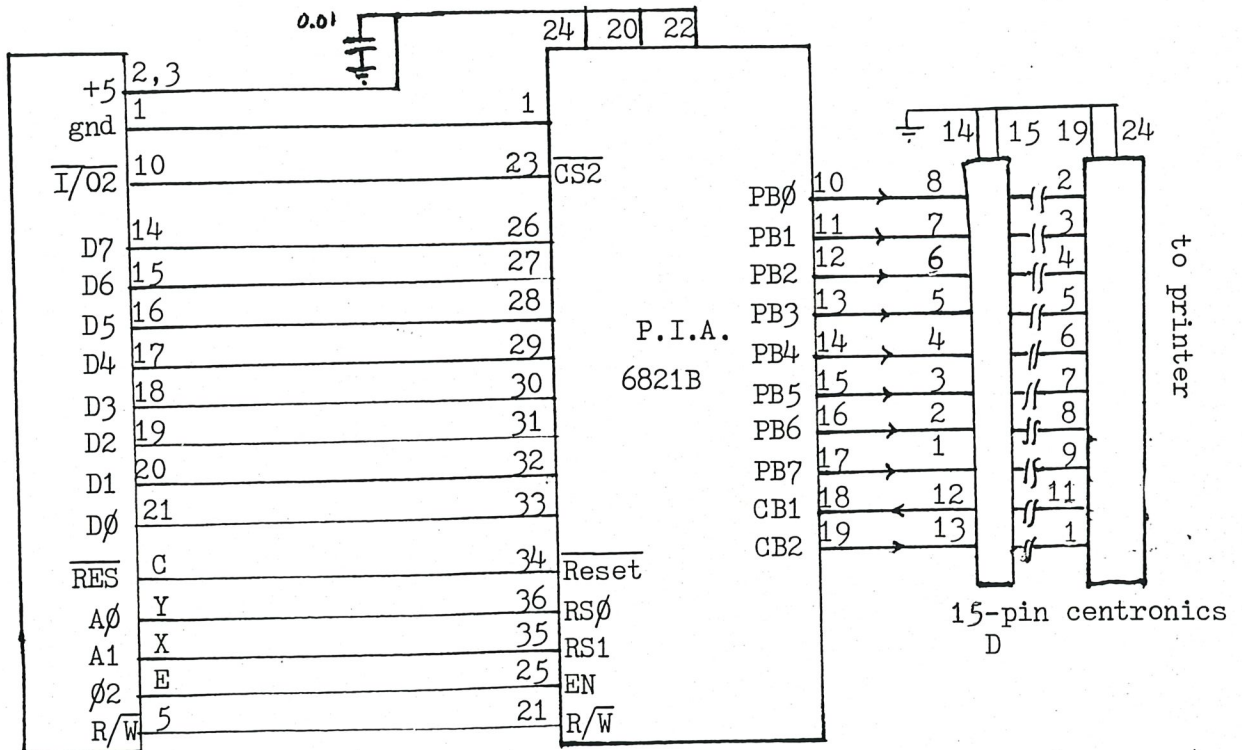 0.01
24 20 22
+5 2,3
gnd 1 1
14 15 19 24
I/O2 10 23 CS2
PBØ 10 8 2
D7 14 26 PB1 11 7 3
D6 15 27 PB2 12 6 4
D5 16 28 PB3 13 5 5
P.I.A.
D4 17 29 PB4 14 4 6
6821B
D3 18 30 PB5 15 3 7
D2 19 31 PB6 16 2 8
D1 20 32 PB7 17 1 9
DØ 21 33 CB1 18 12 11
CB2 19 13 1
to printer
RES C 34 Reset
AØ Y 36 RSØ
15-pin centronics
D
A1 X 35 RS1
Ø2 E 25 EN
R/W 5 21 R/W